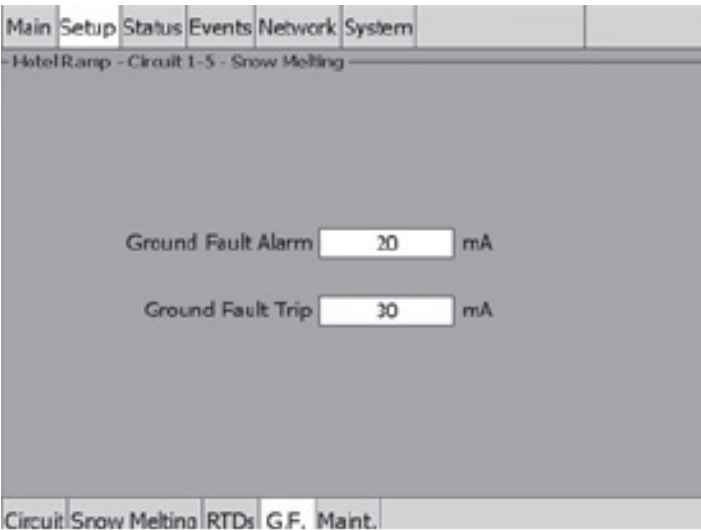 Main Setup Status Events Network System
Hotel Ramp - Circuit 1-5 - Snow Melting
Ground Fault Alarm 20 mA
Ground Fault Trip 30 mA
Circuit Snow Melting RTDs G.F. Maint.